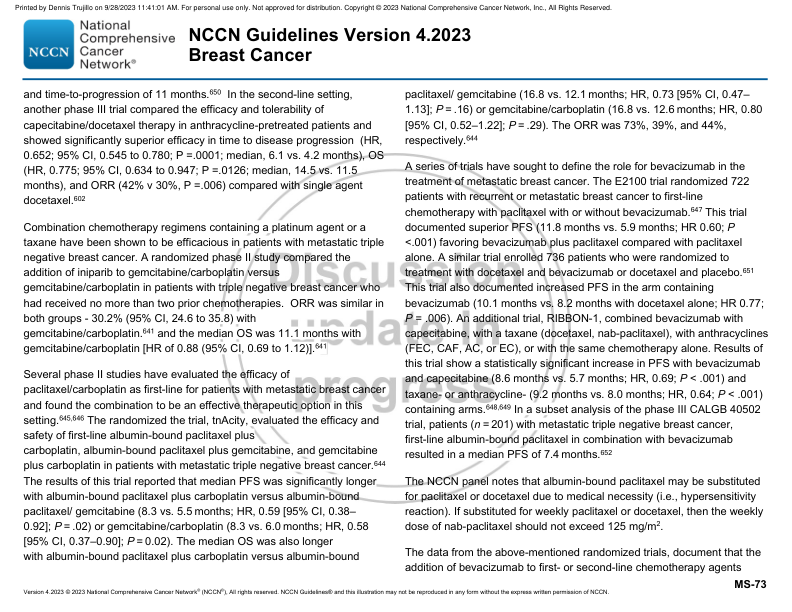 Printed by Dennis Trujillo on 9/28/2023 11:41:01 AM. For personal use only. Not approved for distribution. Copyright © 2023 National Comprehensive Cancer Network, Inc., All Rights Reserved.
NCCN
National
Comprehensive
Cancer
Network®
NCCN Guidelines Version 4.2023
Breast Cancer
and time-to-progression of 11 months.650 In the second-line setting,
another phase III trial compared the efficacy and tolerability of
capecitabine/docetaxel therapy in anthracycline-pretreated patients and
showed significantly superior efficacy in time to disease progression (HR,
0.652; 95% CI, 0.545 to 0.780; P =.0001; median, 6.1 vs. 4.2 months), OS
(HR, 0.775; 95% CI, 0.634 to 0.947; P =.0126; median, 14.5 vs. 11.5
months), and ORR (42% v 30%, P =.006) compared with single agent
docetaxel.602
Combination chemotherapy regimens containing a platinum agent or a
taxane have been shown to be efficacious in patients with metastatic triple
negative breast cancer. A randomized phase II study compared the
addition of iniparib to gemcitabine/carboplatin versus
gemcitabine/carboplatin in patients with triple negative breast cancer who
had received no more than two prior chemotherapies. ORR was similar in
both groups - 30.2% (95% CI, 24.6 to 35.8) with
gemcitabine/carboplatin.641 and the median OS was 11.1 months with
gemcitabine/carboplatin [HR of 0.88 (95% CI, 0.69 to 1.12)].641
Several phase II studies have evaluated the efficacy of
paclitaxel/carboplatin as first-line for patients with metastatic breast cancer
and found the combination to be an effective therapeutic option in this
setting.645,646 The randomized trial, tnAcity, evaluated the efficacy and
safety of first-line albumin-bound paclitaxel plus
carboplatin, albumin-bound paclitaxel plus gemcitabine, and gemcitabine
plus carboplatin in patients with metastatic triple negative breast cancer.644
The results of this trial reported that median PFS was significantly longer
with albumin-bound paclitaxel plus carboplatin versus albumin-bound
paclitaxel/ gemcitabine (8.3 vs. 5.5 months; HR, 0.59 [95% CI, 0.38–
0.92]; P = .02) or gemcitabine/carboplatin (8.3 vs. 6.0 months; HR, 0.58
[95% CI, 0.37–0.90]; P = 0.02). The median OS was also longer
with albumin-bound paclitaxel plus carboplatin versus albumin-bound
paclitaxel/ gemcitabine (16.8 vs. 12.1 months; HR, 0.73 [95% CI, 0.47–
1.13]; P = .16) or gemcitabine/carboplatin (16.8 vs. 12.6 months; HR, 0.80
[95% CI, 0.52–1.22]; P = .29). The ORR was 73%, 39%, and 44%,
respectively.644
A series of trials have sought to define the role for bevacizumab in the
treatment of metastatic breast cancer. The E2100 trial randomized 722
patients with recurrent or metastatic breast cancer to first-line
chemotherapy with paclitaxel with or without bevacizumab.647 This trial
documented superior PFS (11.8 months vs. 5.9 months; HR 0.60; P
<.001) favoring bevacizumab plus paclitaxel compared with paclitaxel
alone. A similar trial enrolled 736 patients who were randomized to
treatment with docetaxel and bevacizumab or docetaxel and placebo.651
This trial also documented increased PFS in the arm containing
bevacizumab (10.1 months vs. 8.2 months with docetaxel alone; HR 0.77;
P = .006). An additional trial, RIBBON-1, combined bevacizumab with
capecitabine, with a taxane (docetaxel, nab-paclitaxel), with anthracyclines
(FEC, CAF, AC, or EC), or with the same chemotherapy alone. Results of
this trial show a statistically significant increase in PFS with bevacizumab
and capecitabine (8.6 months vs. 5.7 months; HR, 0.69; P < .001) and
taxane- or anthracycline- (9.2 months vs. 8.0 months; HR, 0.64; P < .001)
containing arms.648,649 In a subset analysis of the phase III CALGB 40502
trial, patients (n = 201) with metastatic triple negative breast cancer,
first-line albumin-bound paclitaxel in combination with bevacizumab
resulted in a median PFS of 7.4 months.652
The NCCN panel notes that albumin-bound paclitaxel may be substituted
for paclitaxel or docetaxel due to medical necessity (i.e., hypersensitivity
reaction). If substituted for weekly paclitaxel or docetaxel, then the weekly
dose of nab-paclitaxel should not exceed 125 mg/m2.
The data from the above-mentioned randomized trials, document that the
addition of bevacizumab to first- or second-line chemotherapy agents
Discussion
update in
progress
MS-73
Version 4.2023 © 2023 National Comprehensive Cancer Network® (NCCN®), All rights reserved. NCCN Guidelines® and this illustration may not be reproduced in any form without the express written permission of NCCN.